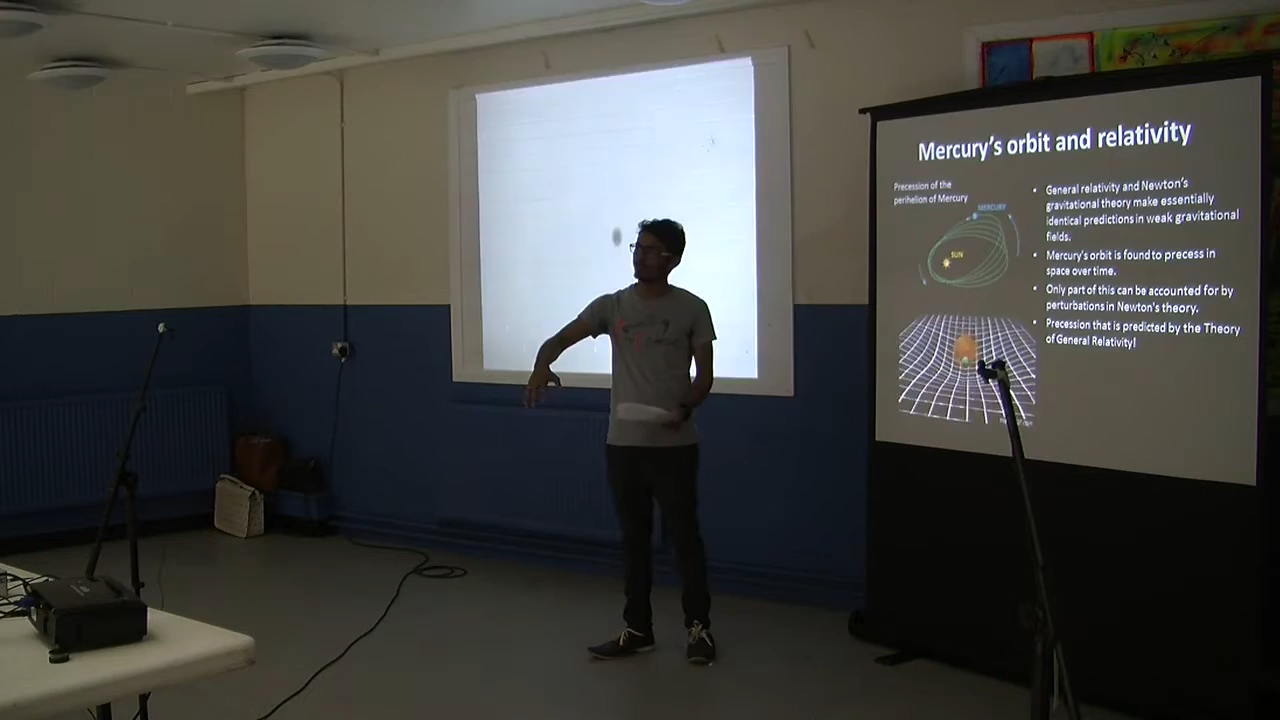 Mercury's orbit and relativity
Precession of the
perihelion of Mercury
MERCURY
SUN
• General relativity and Newton's
gravitational theory make essentially
identical predictions in weak gravitational
fields.
• Mercury's orbit is found to precess in
space over time.
• Only part of this can be accounted for by
perturbations in Newton's theory.
• Precession that is predicted by the Theory
of General Relativity!